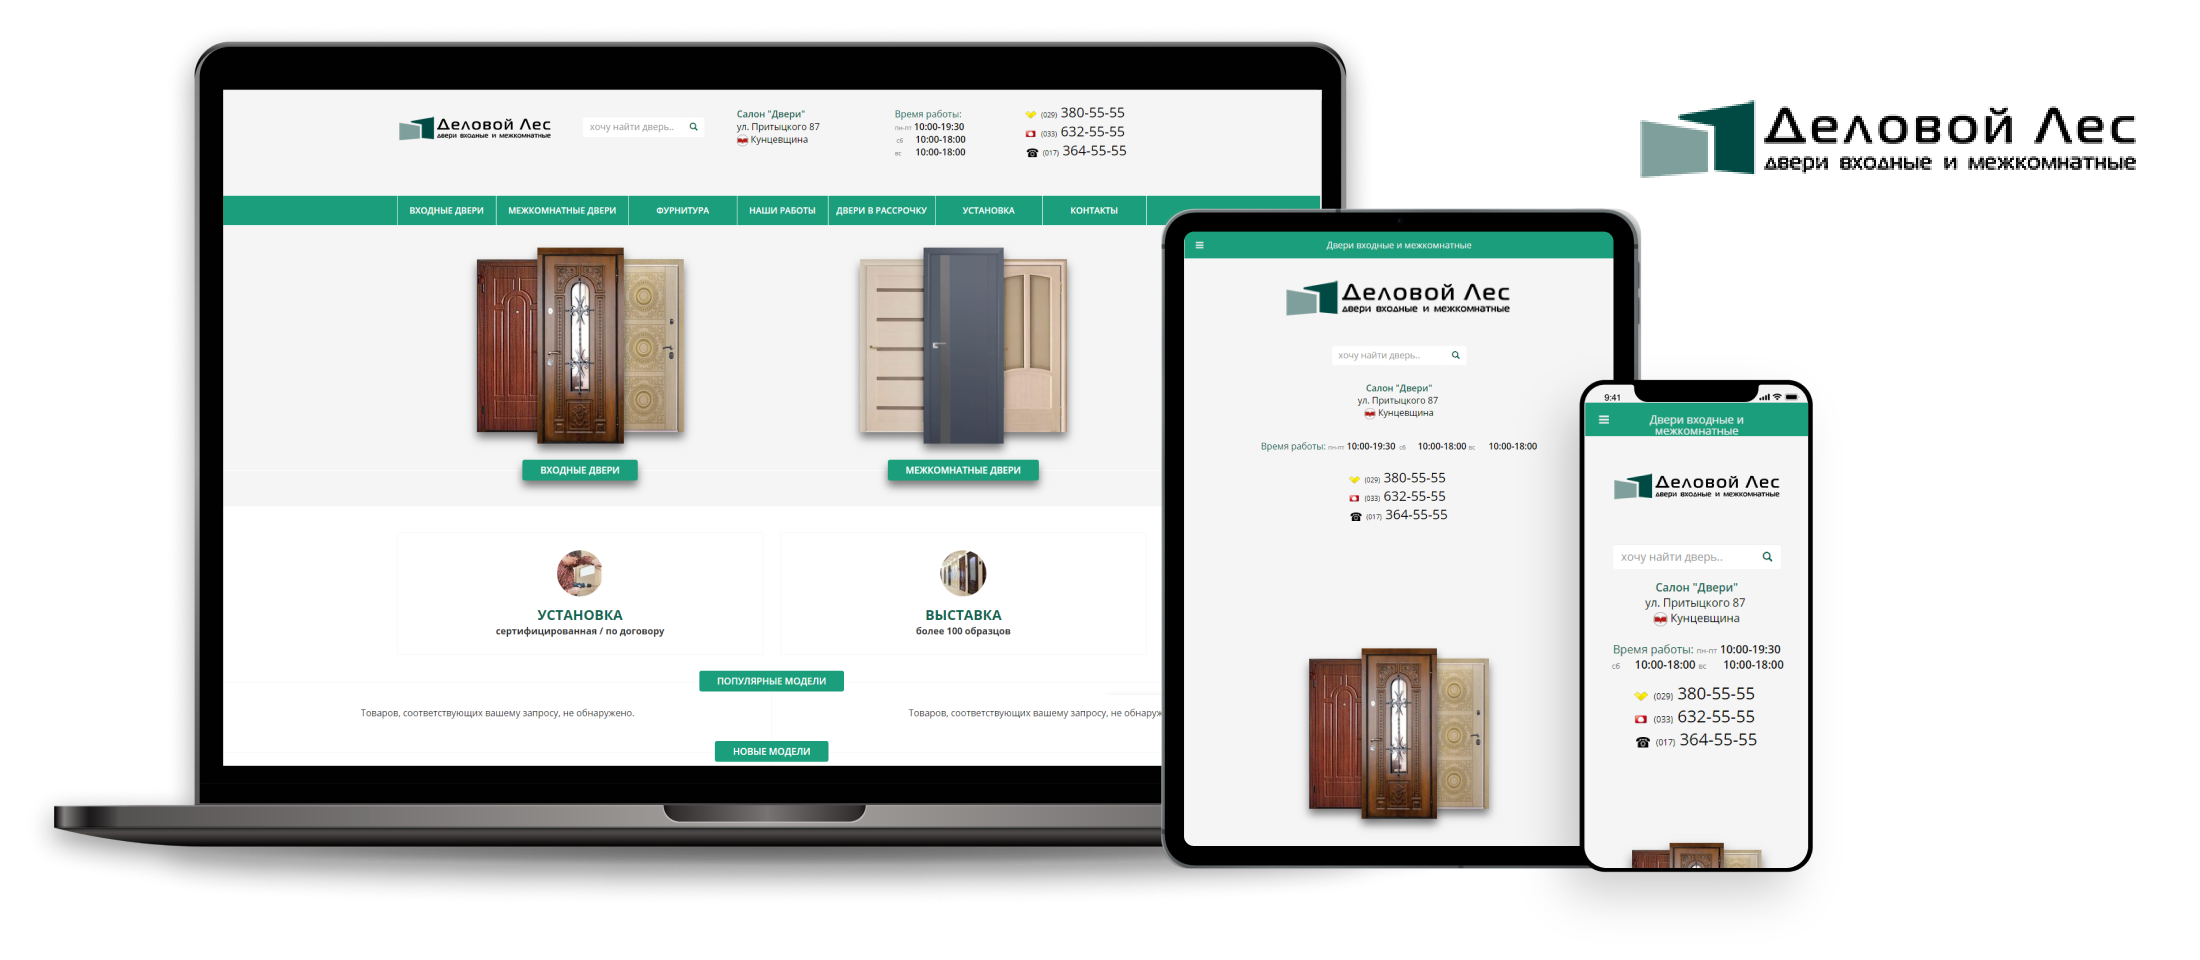 Деловой Лес
двери входные и межкомнатные
хочу найти дверь..
Салон "Двери"
ул. Притыцкого 87
Кунцевщина
Время работы:
пн-пт 10:00-19:30
сб 10:00-18:00
вс 10:00-18:00
(029) 380-55-55
(033) 632-55-55
(017) 364-55-55
ВХОДНЫЕ ДВЕРИ МЕЖКОМНАТНЫЕ ДВЕРИ ФУРНИТУРА НАШИ РАБОТЫ ДВЕРИ В РАССРОЧКУ УСТАНОВКА КОНТАКТЫ
ВХОДНЫЕ ДВЕРИ
МЕЖКОМНАТНЫЕ ДВЕРИ
УСТАНОВКА
сертифицированная / по договору
ВЫСТАВКА
более 100 образцов
ПОПУЛЯРНЫЕ МОДЕЛИ
Товаров, соответствующих вашему запросу, не обнаружено.
Товаров, соответствующих вашему запросу, не обнаруж
НОВЫЕ МОДЕЛИ
Деловой Лес
двери входные и межкомнатные
Двери входные и межкомнатные
Деловой Лес
двери входные и межкомнатные
хочу найти дверь..
Салон "Двери"
ул. Притыцкого 87
Кунцевщина
Время работы: пн-пт 10:00-19:30 сб 10:00-18:00 вс 10:00-18:00
(029) 380-55-55
(033) 632-55-55
(017) 364-55-55
9:41
Двери входные и
межкомнатные
Деловой Лес
двери входные и межкомнатные
хочу найти дверь..
Салон "Двери"
ул. Притыцкого 87
Кунцевщина
Время работы: пн-пт 10:00-19:30
сб 10:00-18:00 вс 10:00-18:00
(029) 380-55-55
(033) 632-55-55
(017) 364-55-55